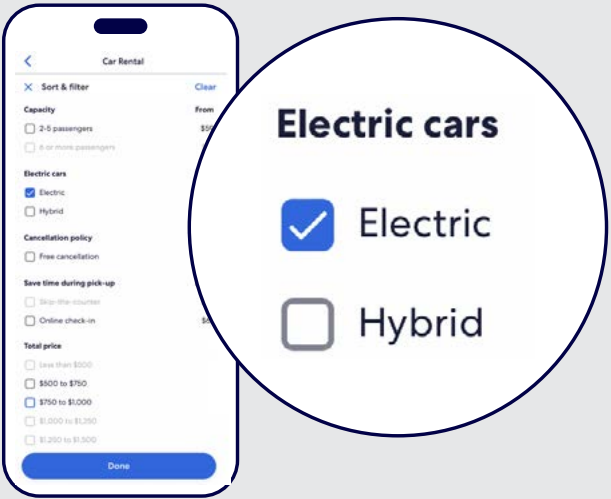 Car Rental
Sort & filter Clear
Capacity From
2-5 passengers
6 or more passengers
Electric cars
Electric
Hybrid
Cancellation policy
Free cancellation
Save time during pick-up
Skip-the-counter
Online check-in
Total price
Less than $500
$500 to $750
$750 to $1,000
$1,000 to $1,250
$1,250 to $1,500
Done
Electric cars
Electric
Hybrid